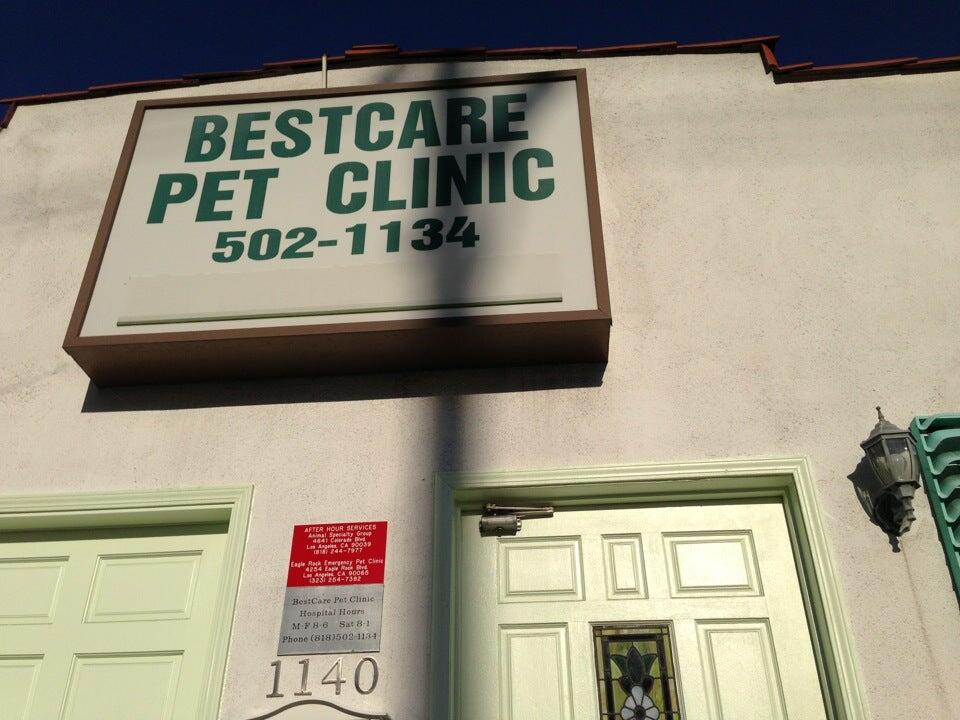 BESTCARE
PET CLINIC
502-1134
AFTER HOUR SERVICES
Animal Specialty Group
4641 Colorado Blvd.
Los Angeles, CA 90039
(818) 244-7977
Eagle Rock Emergency Pet Clinic
4254 Eagle Rock Blvd.
Los Angeles, CA 90065
(323) 254-7382
BestCare Pet Clinic
Hospital Hours
M-F 8-6 Sat 8-1
Phone (818)502-1134
1140